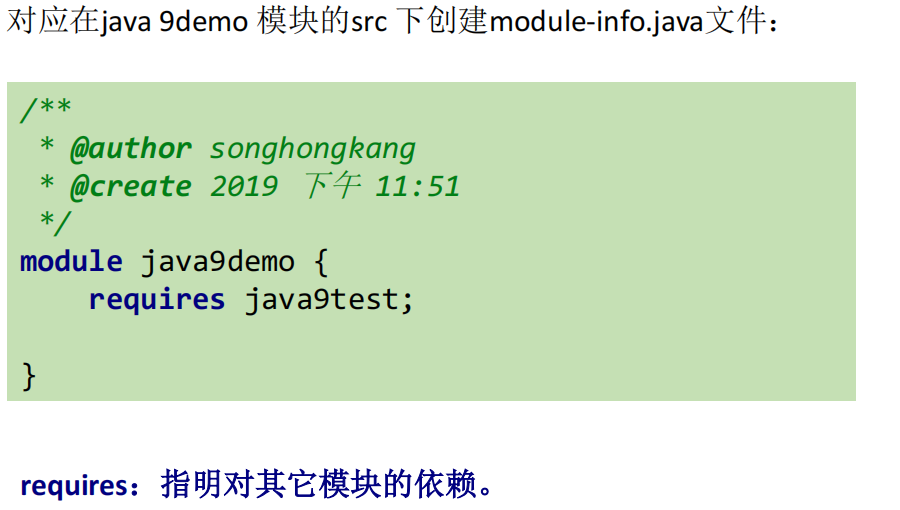 对应在java 9demo 模块的src 下创建module-info.java文件：
/**
 * @author songhongkang
 * @create 2019 下午 11:51
 */
module java9demo {
    requires java9test;
}
requires：指明对其它模块的依赖。